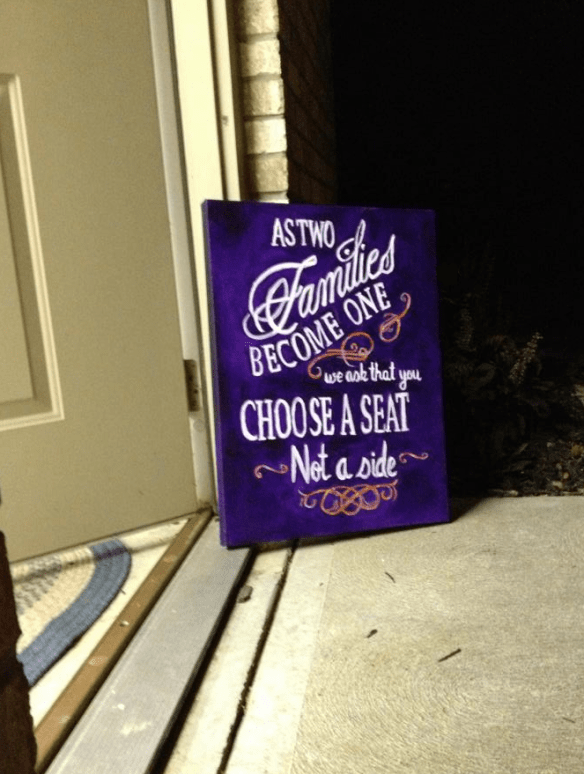 AS TWO
Families
BECOME ONE
we ask that you
CHOOSE A SEAT
Not a side